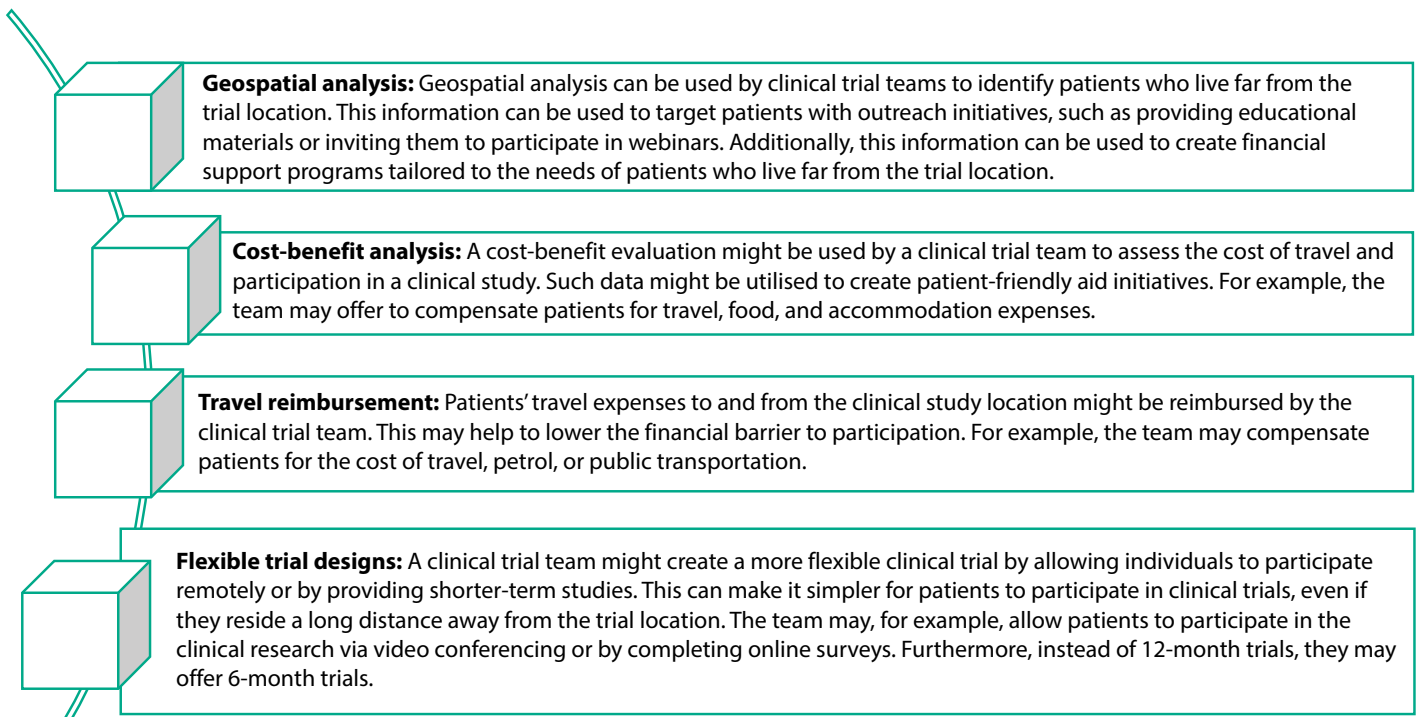 Geospatial analysis: Geospatial analysis can be used by clinical trial teams to identify patients who live far from the
trial location. This information can be used to target patients with outreach initiatives, such as providing educational
materials or inviting them to participate in webinars. Additionally, this information can be used to create financial
support programs tailored to the needs of patients who live far from the trial location.
Cost-benefit analysis: A cost-benefit evaluation might be used by a clinical trial team to assess the cost of travel and
participation in a clinical study. Such data might be utilised to create patient-friendly aid initiatives. For example, the
team may offer to compensate patients for travel, food, and accommodation expenses.
Travel reimbursement: Patients’ travel expenses to and from the clinical study location might be reimbursed by the
clinical trial team. This may help to lower the financial barrier to participation. For example, the team may compensate
patients for the cost of travel, petrol, or public transportation.
Flexible trial designs: A clinical trial team might create a more flexible clinical trial by allowing individuals to participate
remotely or by providing shorter-term studies. This can make it simpler for patients to participate in clinical trials, even if
they reside a long distance away from the trial location. The team may, for example, allow patients to participate in the
clinical research via video conferencing or by completing online surveys. Furthermore, instead of 12-month trials, they may
offer 6-month trials.